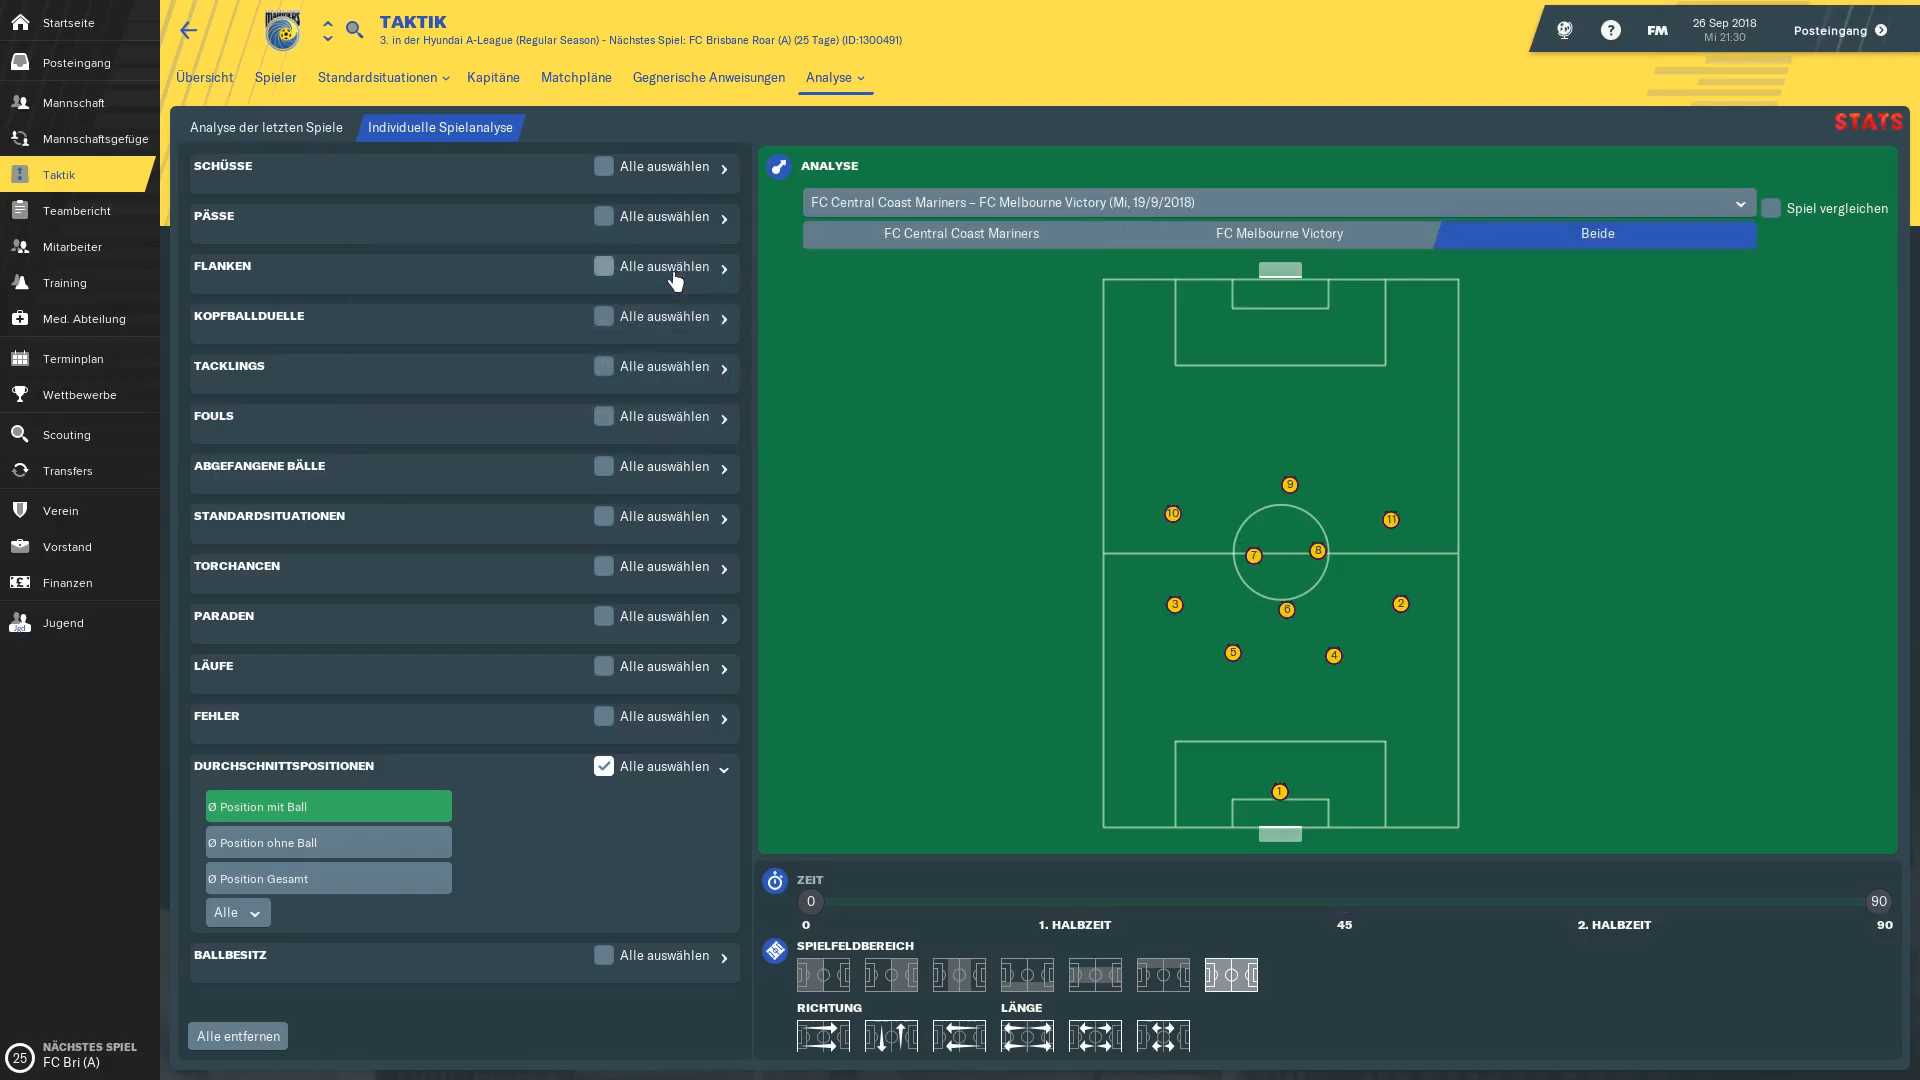 Startseite
Posteingang
Mannschaft
Mannschaftsgefüge
Taktik
Teambericht
Mitarbeiter
Training
Med. Abteilung
Terminplan
Wettbewerbe
Scouting
Transfers
Verein
Vorstand
Finanzen
Jgd
Jugend
25
NÄCHSTES SPIEL
FC Bri (A)
MARINERS
TAKTIK
3. in der Hyundai A-League (Regular Season) - Nächstes Spiel: FC Brisbane Roar (A) (25 Tage) (ID:1300491)
?
FM
26 Sep 2018
Mi 21:30
Posteingang
Übersicht
Spieler
Standardsituationen
Kapitäne
Matchpläne
Gegnerische Anweisungen
Analyse
Analyse der letzten Spiele
Individuelle Spielanalyse
STATS
SCHÜSSE
Alle auswählen
PÄSSE
Alle auswählen
FLANKEN
Alle auswählen
KOPFBALLDUELLE
Alle auswählen
TACKLINGS
Alle auswählen
FOULS
Alle auswählen
ABGEFANGENE BÄLLE
Alle auswählen
STANDARDSITUATIONEN
Alle auswählen
TORCHANCEN
Alle auswählen
PARADEN
Alle auswählen
LÄUFE
Alle auswählen
FEHLER
Alle auswählen
DURCHSCHNITTSPOSITIONEN
Alle auswählen
Ø Position mit Ball
Ø Position ohne Ball
Ø Position Gesamt
Alle
BALLBESITZ
Alle auswählen
Alle entfernen
ANALYSE
FC Central Coast Mariners – FC Melbourne Victory (Mi, 19/9/2018)
Spiel vergleichen
FC Central Coast Mariners
FC Melbourne Victory
Beide
9
10
11
7
8
3
6
2
5
4
1
ZEIT
0
90
0
1. HALBZEIT
45
2. HALBZEIT
90
SPIELFELDBEREICH
RICHTUNG
LÄNGE